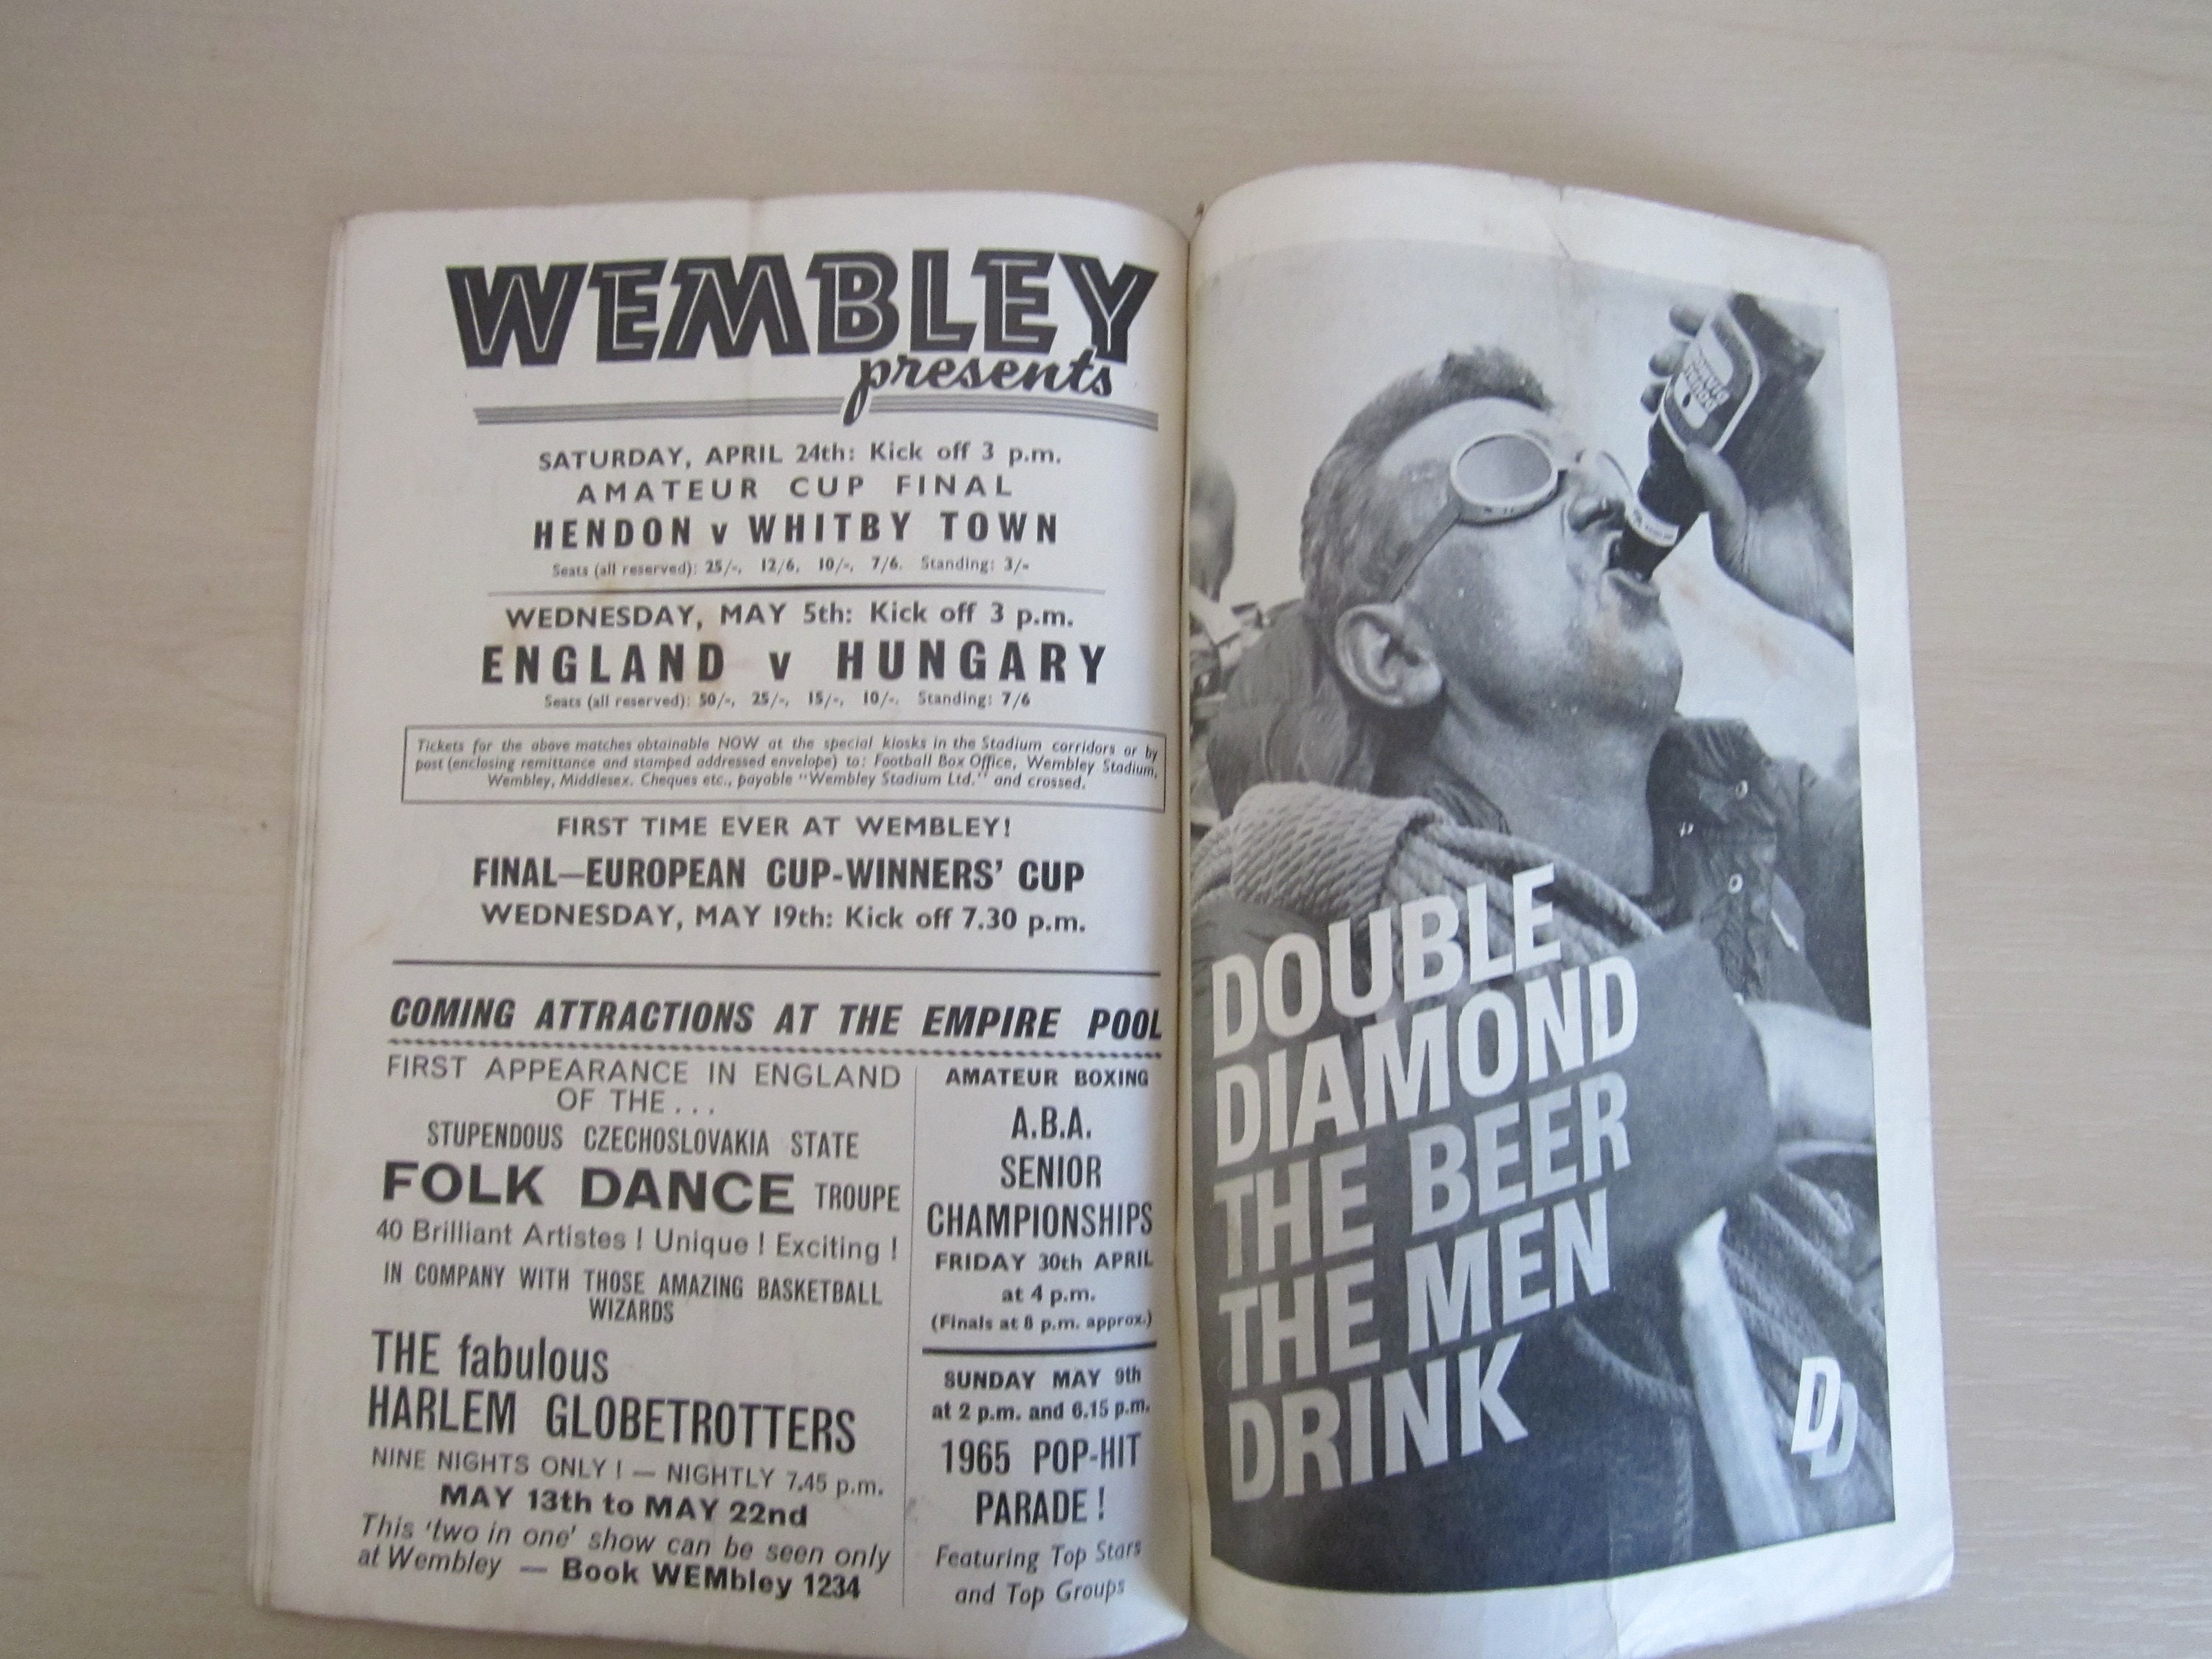 WEMBLEY
presents
SATURDAY, APRIL 24th: Kick off 3 p.m.
AMATEUR CUP FINAL
HENDON v WHITBY TOWN
Seats (all reserved): 25/-, 12/6, 10/-, 7/6. Standing: 3/-
WEDNESDAY, MAY 5th: Kick off 3 p.m.
ENGLAND v HUNGARY
Seats (all reserved): 50/-, 25/-, 15/-, 10/-. Standing: 7/6
Tickets for the above matches obtainable NOW at the special kiosks in the Stadium corridors or by
post (enclosing remittance and stamped addressed envelope) to: Football Box Office, Wembley Stadium,
Wembley, Middlesex. Cheques etc., payable "Wembley Stadium Ltd." and crossed.
FIRST TIME EVER AT WEMBLEY!
FINAL—EUROPEAN CUP-WINNERS' CUP
WEDNESDAY, MAY 19th: Kick off 7.30 p.m.
COMING ATTRACTIONS AT THE EMPIRE POOL
FIRST APPEARANCE IN ENGLAND
OF THE...
STUPENDOUS CZECHOSLOVAKIA STATE
FOLK DANCE TROUPE
40 Brilliant Artistes ! Unique ! Exciting !
IN COMPANY WITH THOSE AMAZING BASKETBALL
WIZARDS
THE fabulous
HARLEM GLOBETROTTERS
NINE NIGHTS ONLY ! — NIGHTLY 7.45 p.m.
MAY 13th to MAY 22nd
This 'two in one' show can be seen only
at Wembley — Book WEMbley 1234
AMATEUR BOXING
A.B.A.
SENIOR
CHAMPIONSHIPS
FRIDAY 30th APRIL
at 4 p.m.
(Finals at 8 p.m. approx.)
SUNDAY MAY 9th
at 2 p.m. and 6.15 p.m.
1965 POP-HIT
PARADE !
Featuring Top Stars
and Top Groups
DOUBLE
DIAMOND
DOUBLE
DIAMOND
THE BEER
THE MEN
DRINK
DD